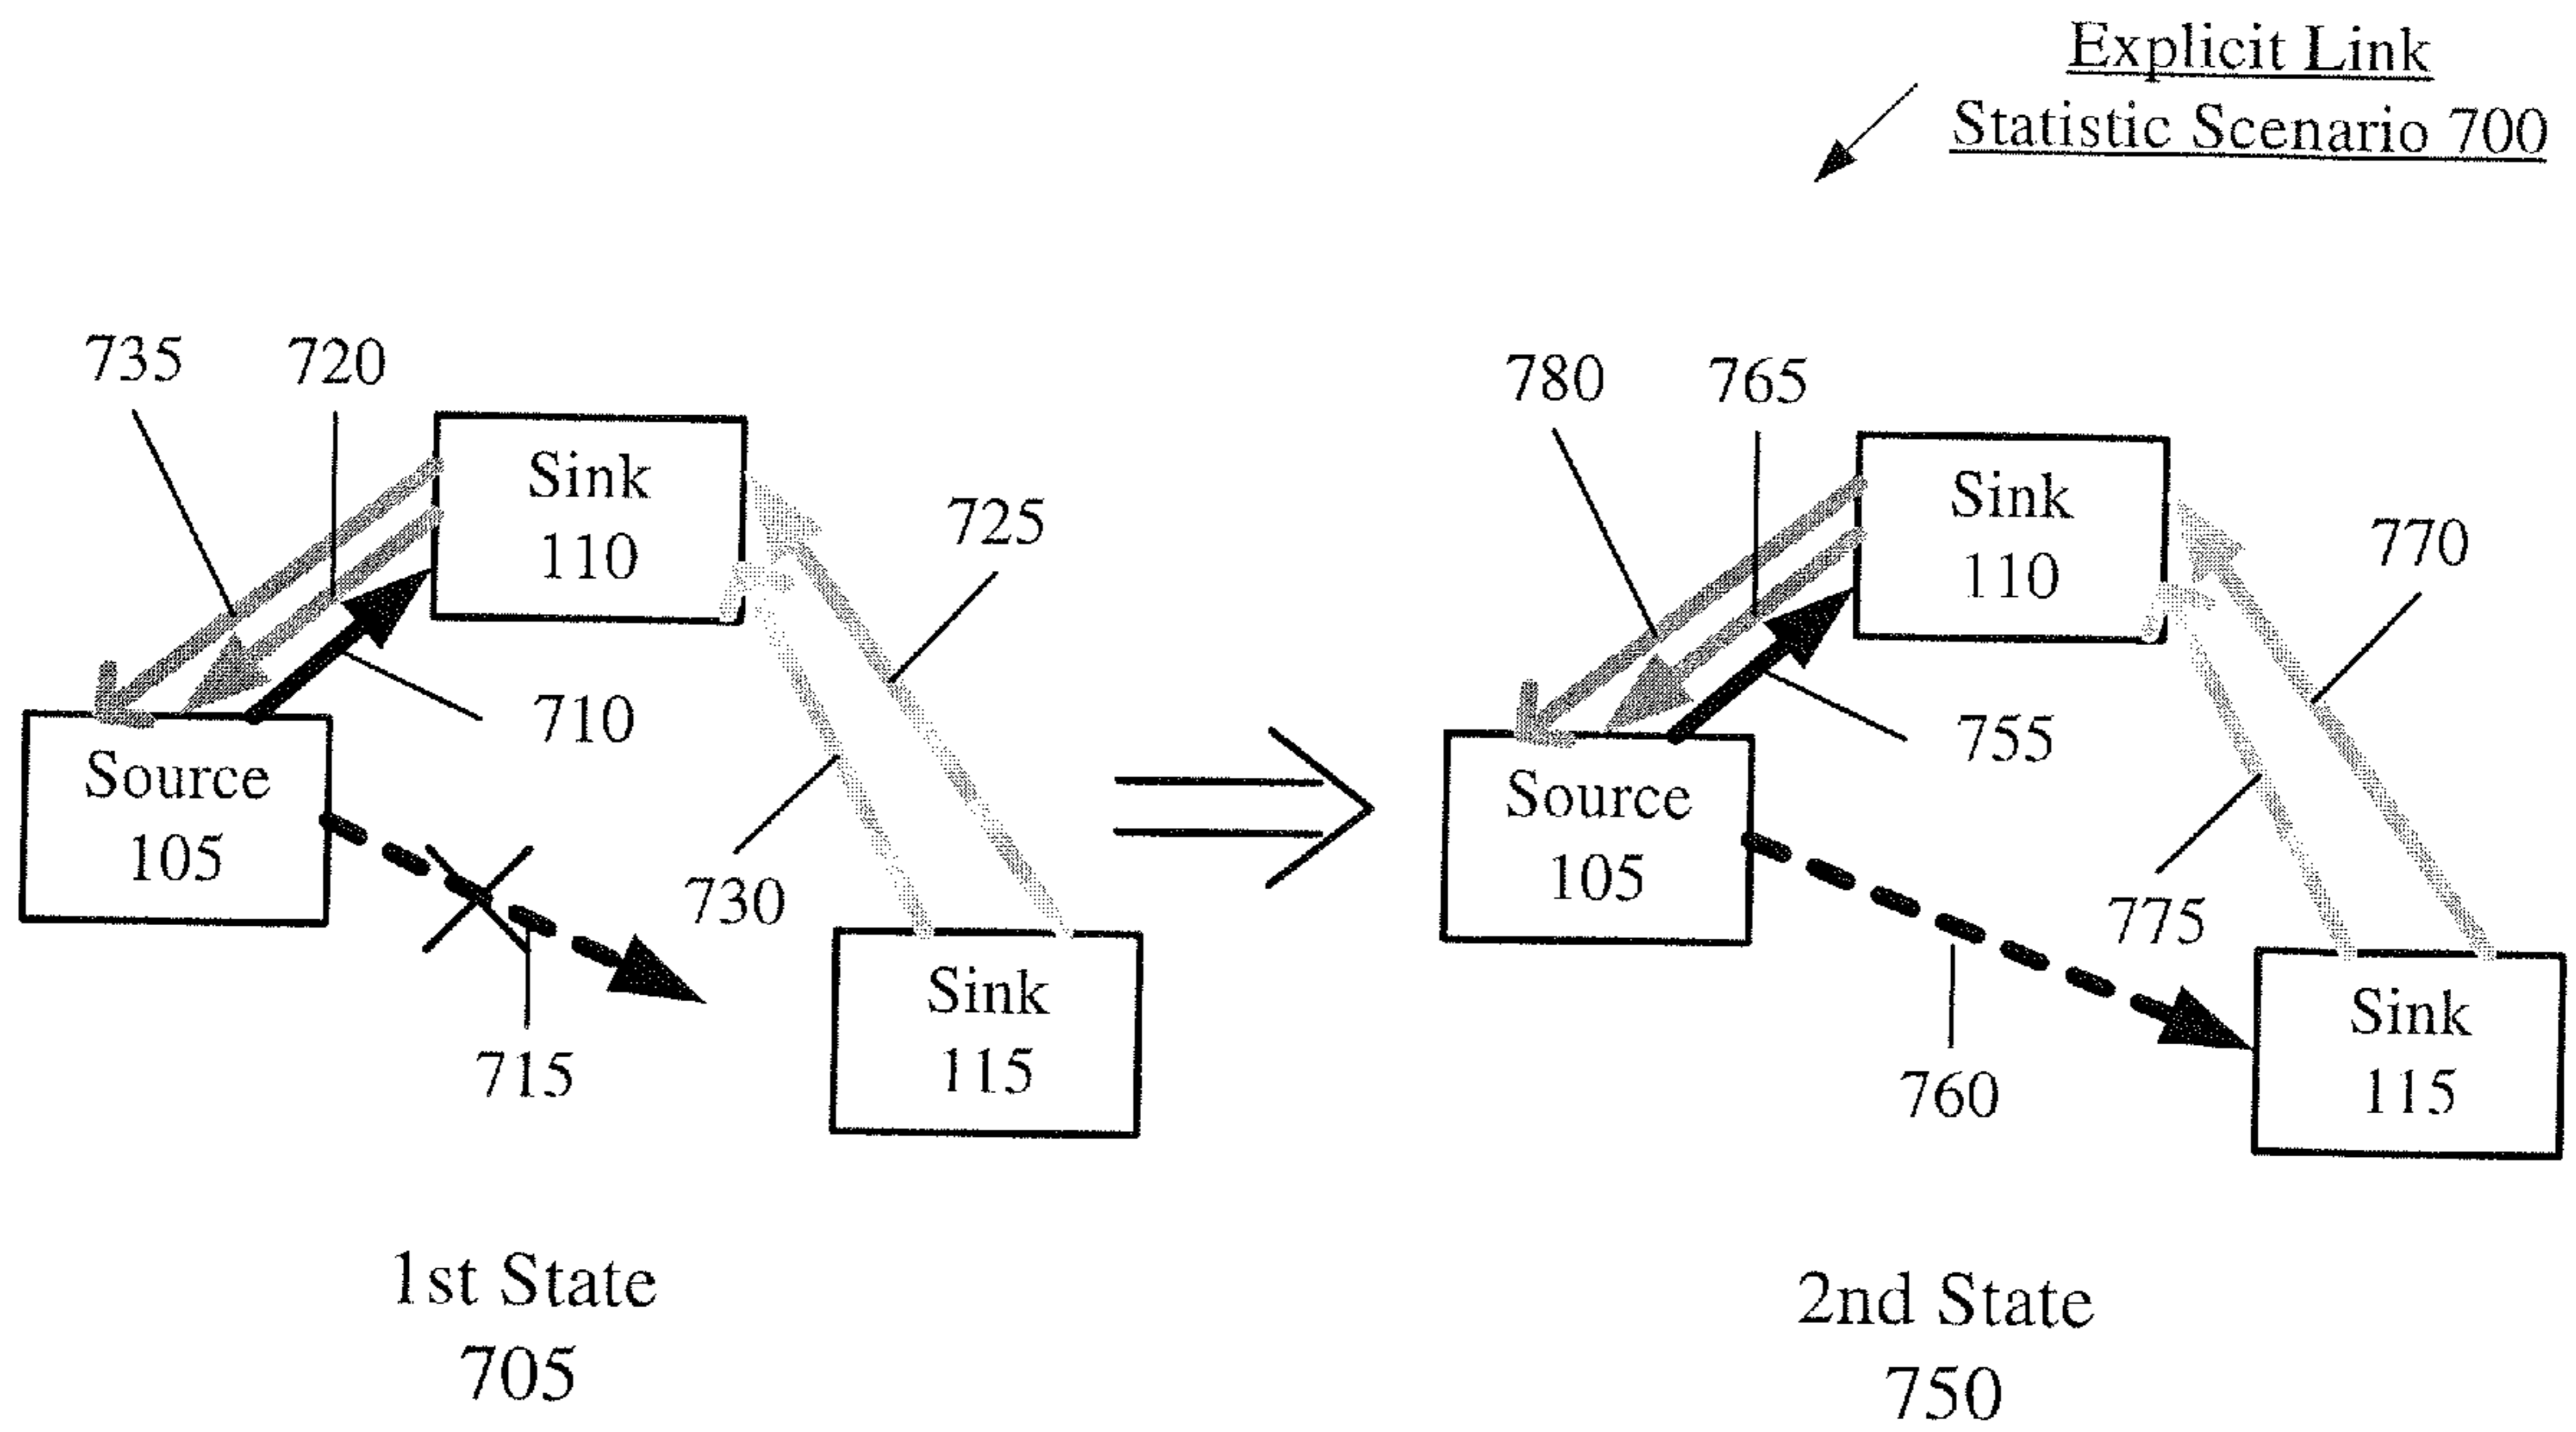 Explicit Link
Statistic Scenario 700
735
720
Sink
110
725
710
Source
105
730
715
Sink
115
1st State
705
780
765
Sink
110
770
755
Source
105
775
760
Sink
115
2nd State
750